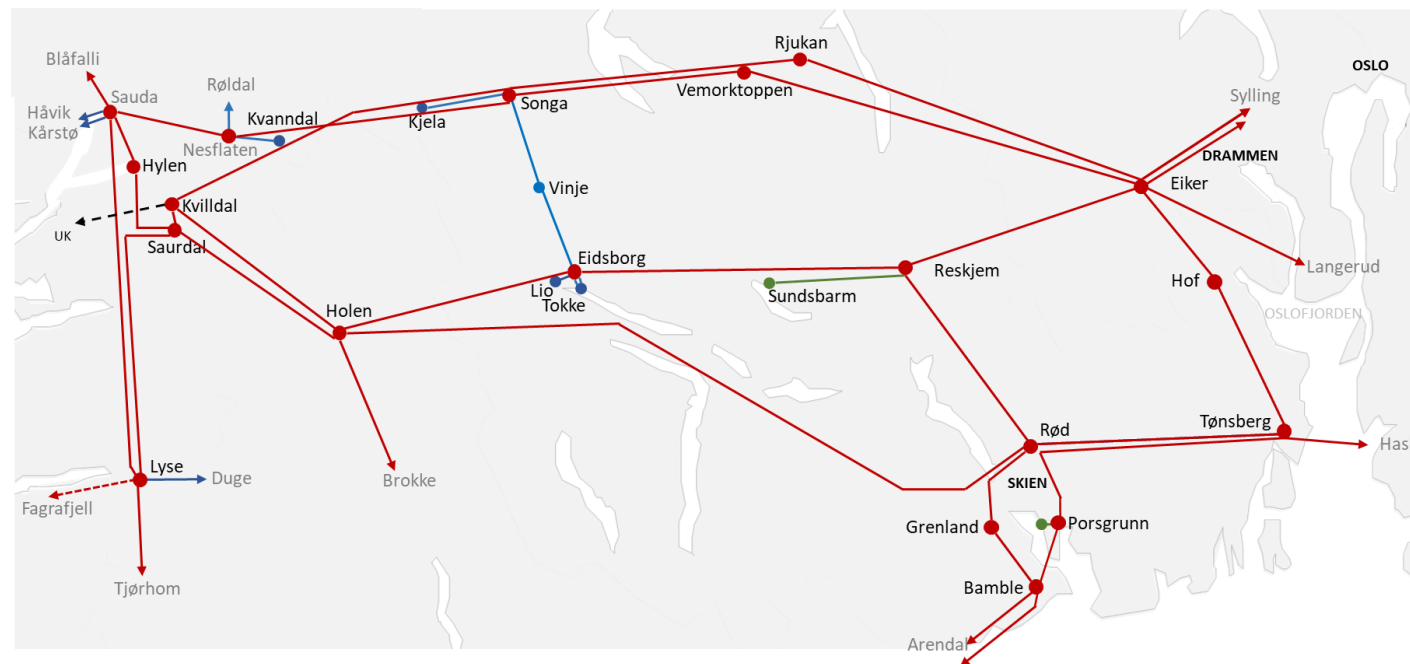 Rjukan
Blåfalli
OSLO
Røldal
Vemorktoppen
Sauda
Songa
Sylling
Håvik
Kvanndal
Kjela
Kårstø
Nesflaten
DRAMMEN
Hylen
Eiker
Vinje
Kvilldal
UK
Saurdal
Eidsborg
Reskjem
Langerud
Hof
Lio
Sundsbarm
Tokke
Holen
OSLOFJORDEN
Tønsberg
Rød
Has
Lyse
Duge
Brokke
SKIEN
Fagrafjell
Grenland
Porsgrunn
Tjørhom
Bamble
Arendal